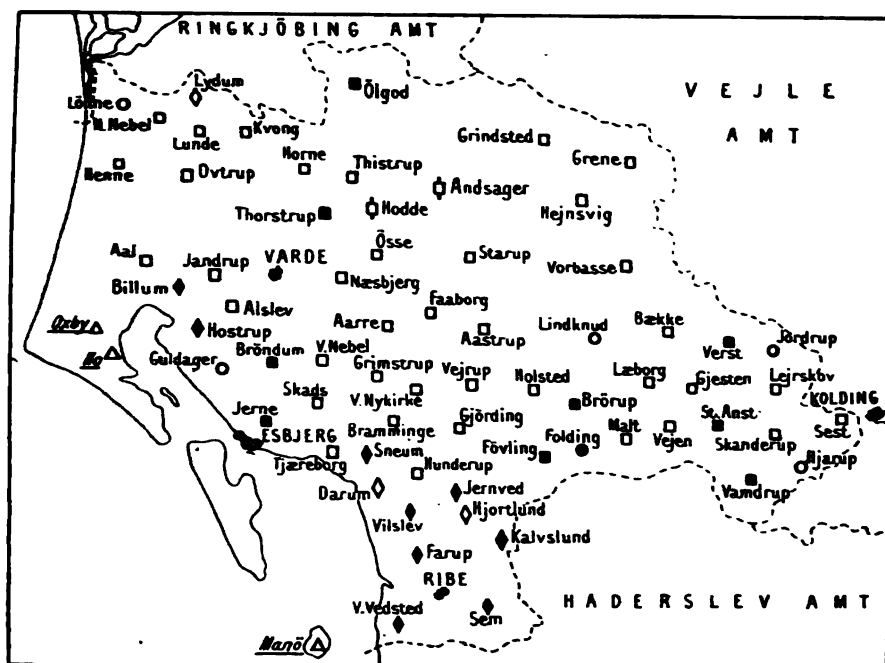 RINGKJÖBING AMT
Lydum
Ölgod
VEJLE
AMT
Lönne
N.Nebel
Lunde
Kvong
Grindsted
Grene
Henne
Ovtrup
Horne
Thistrup
Andsager
Hejnsvig
Thorstrup
Hodde
Össe
Starup
Vorbasse
Aal
Jandrup
VARDE
Billum
Næsbjerg
Alslev
Faaborg
Oxby
Hostrup
Aarre
Aastrup
Lindknud
Bække
Verst
Jördrup
Ho
Guldager
Bröndum
V.Nebel
Grimstrup
Vejrup
Holsted
Læborg
Gjesten
Lejrskov
KOLDING
Skads
V.Nykirke
Brörup
Jerne
Bramminge
Gjörding
Malt
Vejen
St.Anst
Skanderup
Sest
ESBJERG
Tjæreborg
Sneum
Hunderup
Fövling
Folding
Hjarup
Vamdrup
Darum
Jernved
Hjortlund
Vilslev
Kalvslund
Farup
RIBE
HADERSLEV AMT
V.Vedsted
Sem
Manö